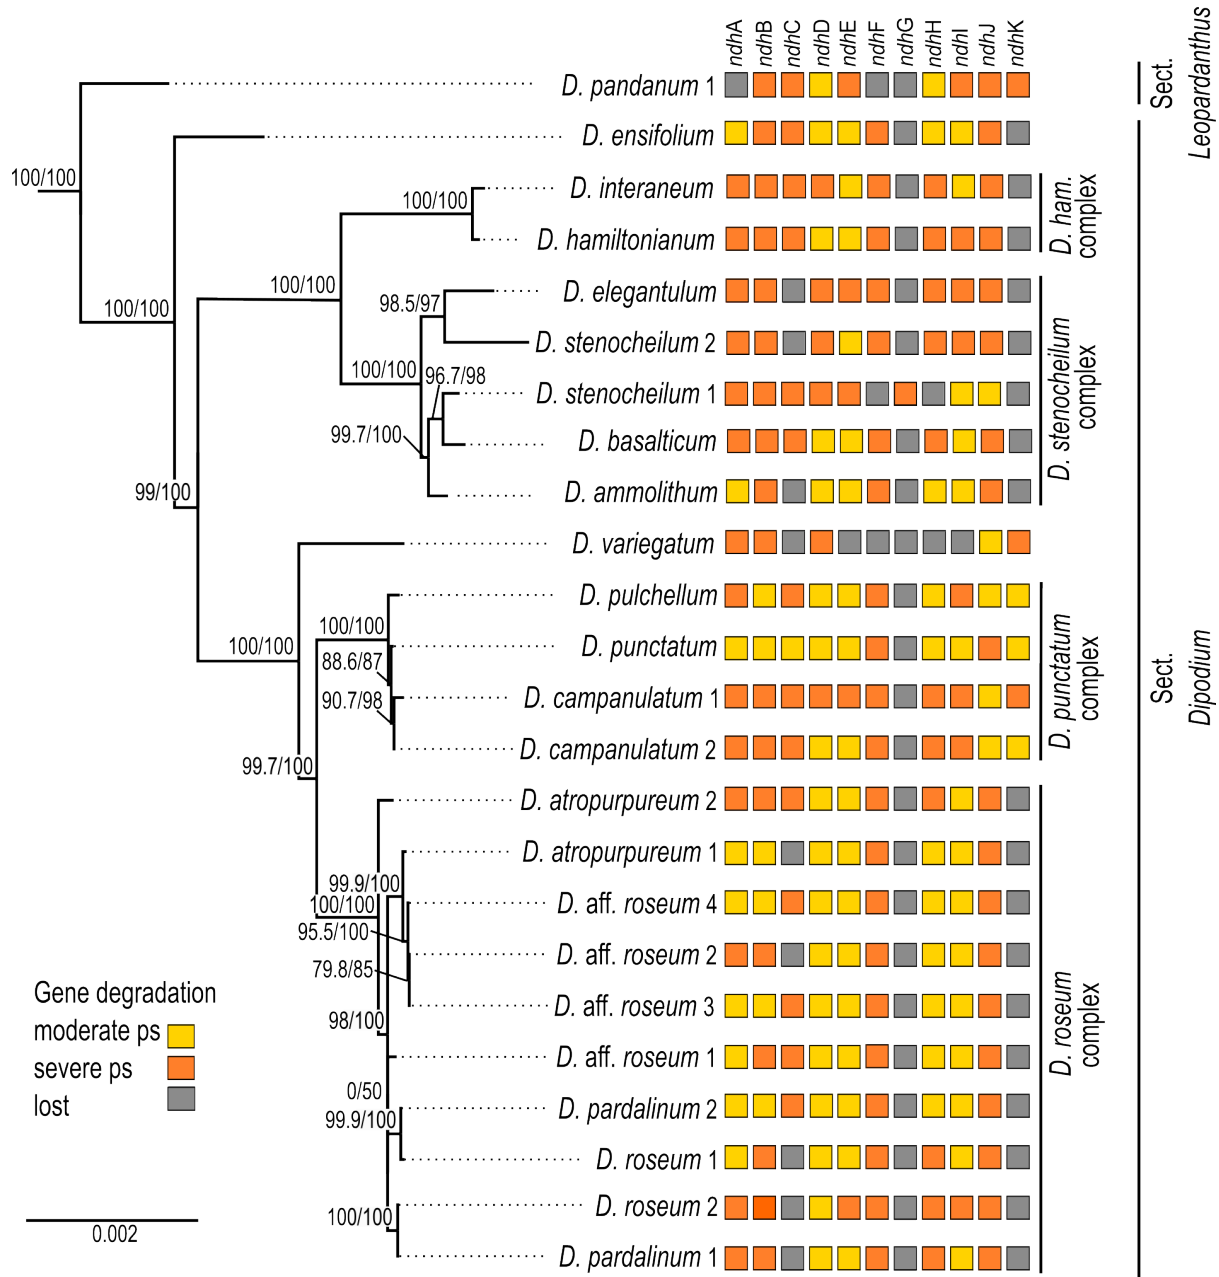 ndhA ndhB ndhC ndhD ndhE ndhF ndhG ndhH ndhI ndhJ ndhK
Sect.
Leopardanthus
D. pandanum 1
D. ensifolium
100/100
D. interaneum
100/100
D. hamiltonianum
D. ham.
complex
100/100
D. elegantulum
98.5/97
100/100
D. stenocheilum 2
100/100
96.7/98
D. stenocheilum 1
99.7/100
D. basalticum
D. ammolithum
D. stenocheilum
complex
99/100
D. variegatum
D. pulchellum
100/100
100/100
D. punctatum
88.6/87
D. campanulatum 1
90.7/98
D. campanulatum 2
D. punctatum
complex
Sect.
Dipodium
99.7/100
D. atropurpureum 2
D. atropurpureum 1
99.9/100
100/100
D. aff. roseum 4
95.5/100
D. aff. roseum 2
79.8/85
D. aff. roseum 3
98/100
D. aff. roseum 1
0/50
D. pardalinum 2
99.9/100
D. roseum 1
D. roseum 2
100/100
D. pardalinum 1
D. roseum
complex
Gene degradation
moderate ps
severe ps
lost
0.002